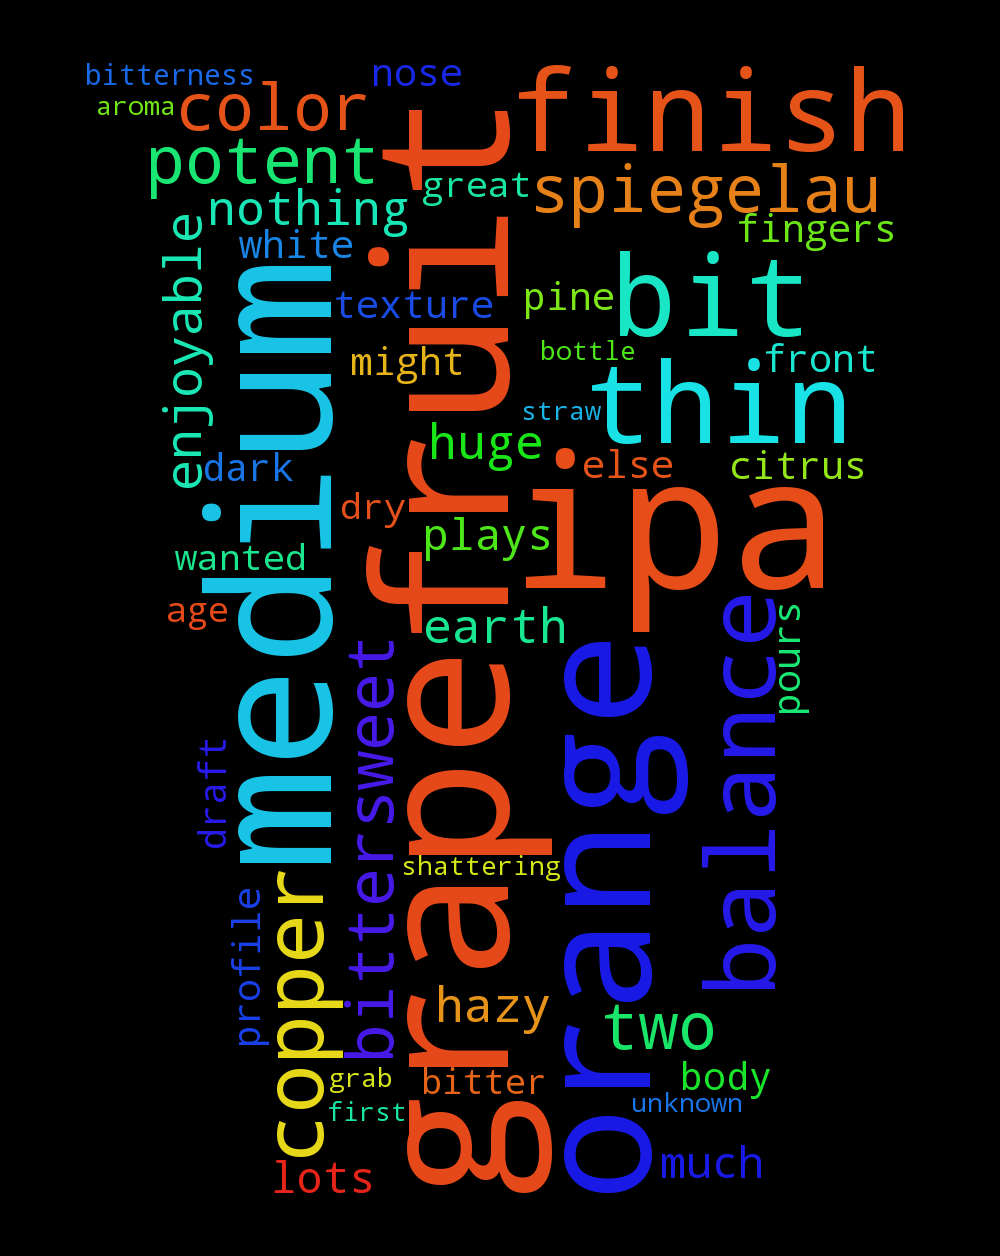 bitterness
nose
aroma
color
finish
potent
great
spiegelau
nothing
fingers
white
enjoyable
texture
pine
bit
might
bottle
front
straw
thin
huge
else
citrus
dark
medium
dry
plays
ipa
wanted
age
earth
grapefruit
pours
balance
bittersweet
orange
draft
shattering
profile
copper
hazy
two
grab
bitter
body
first
unknown
lots
much